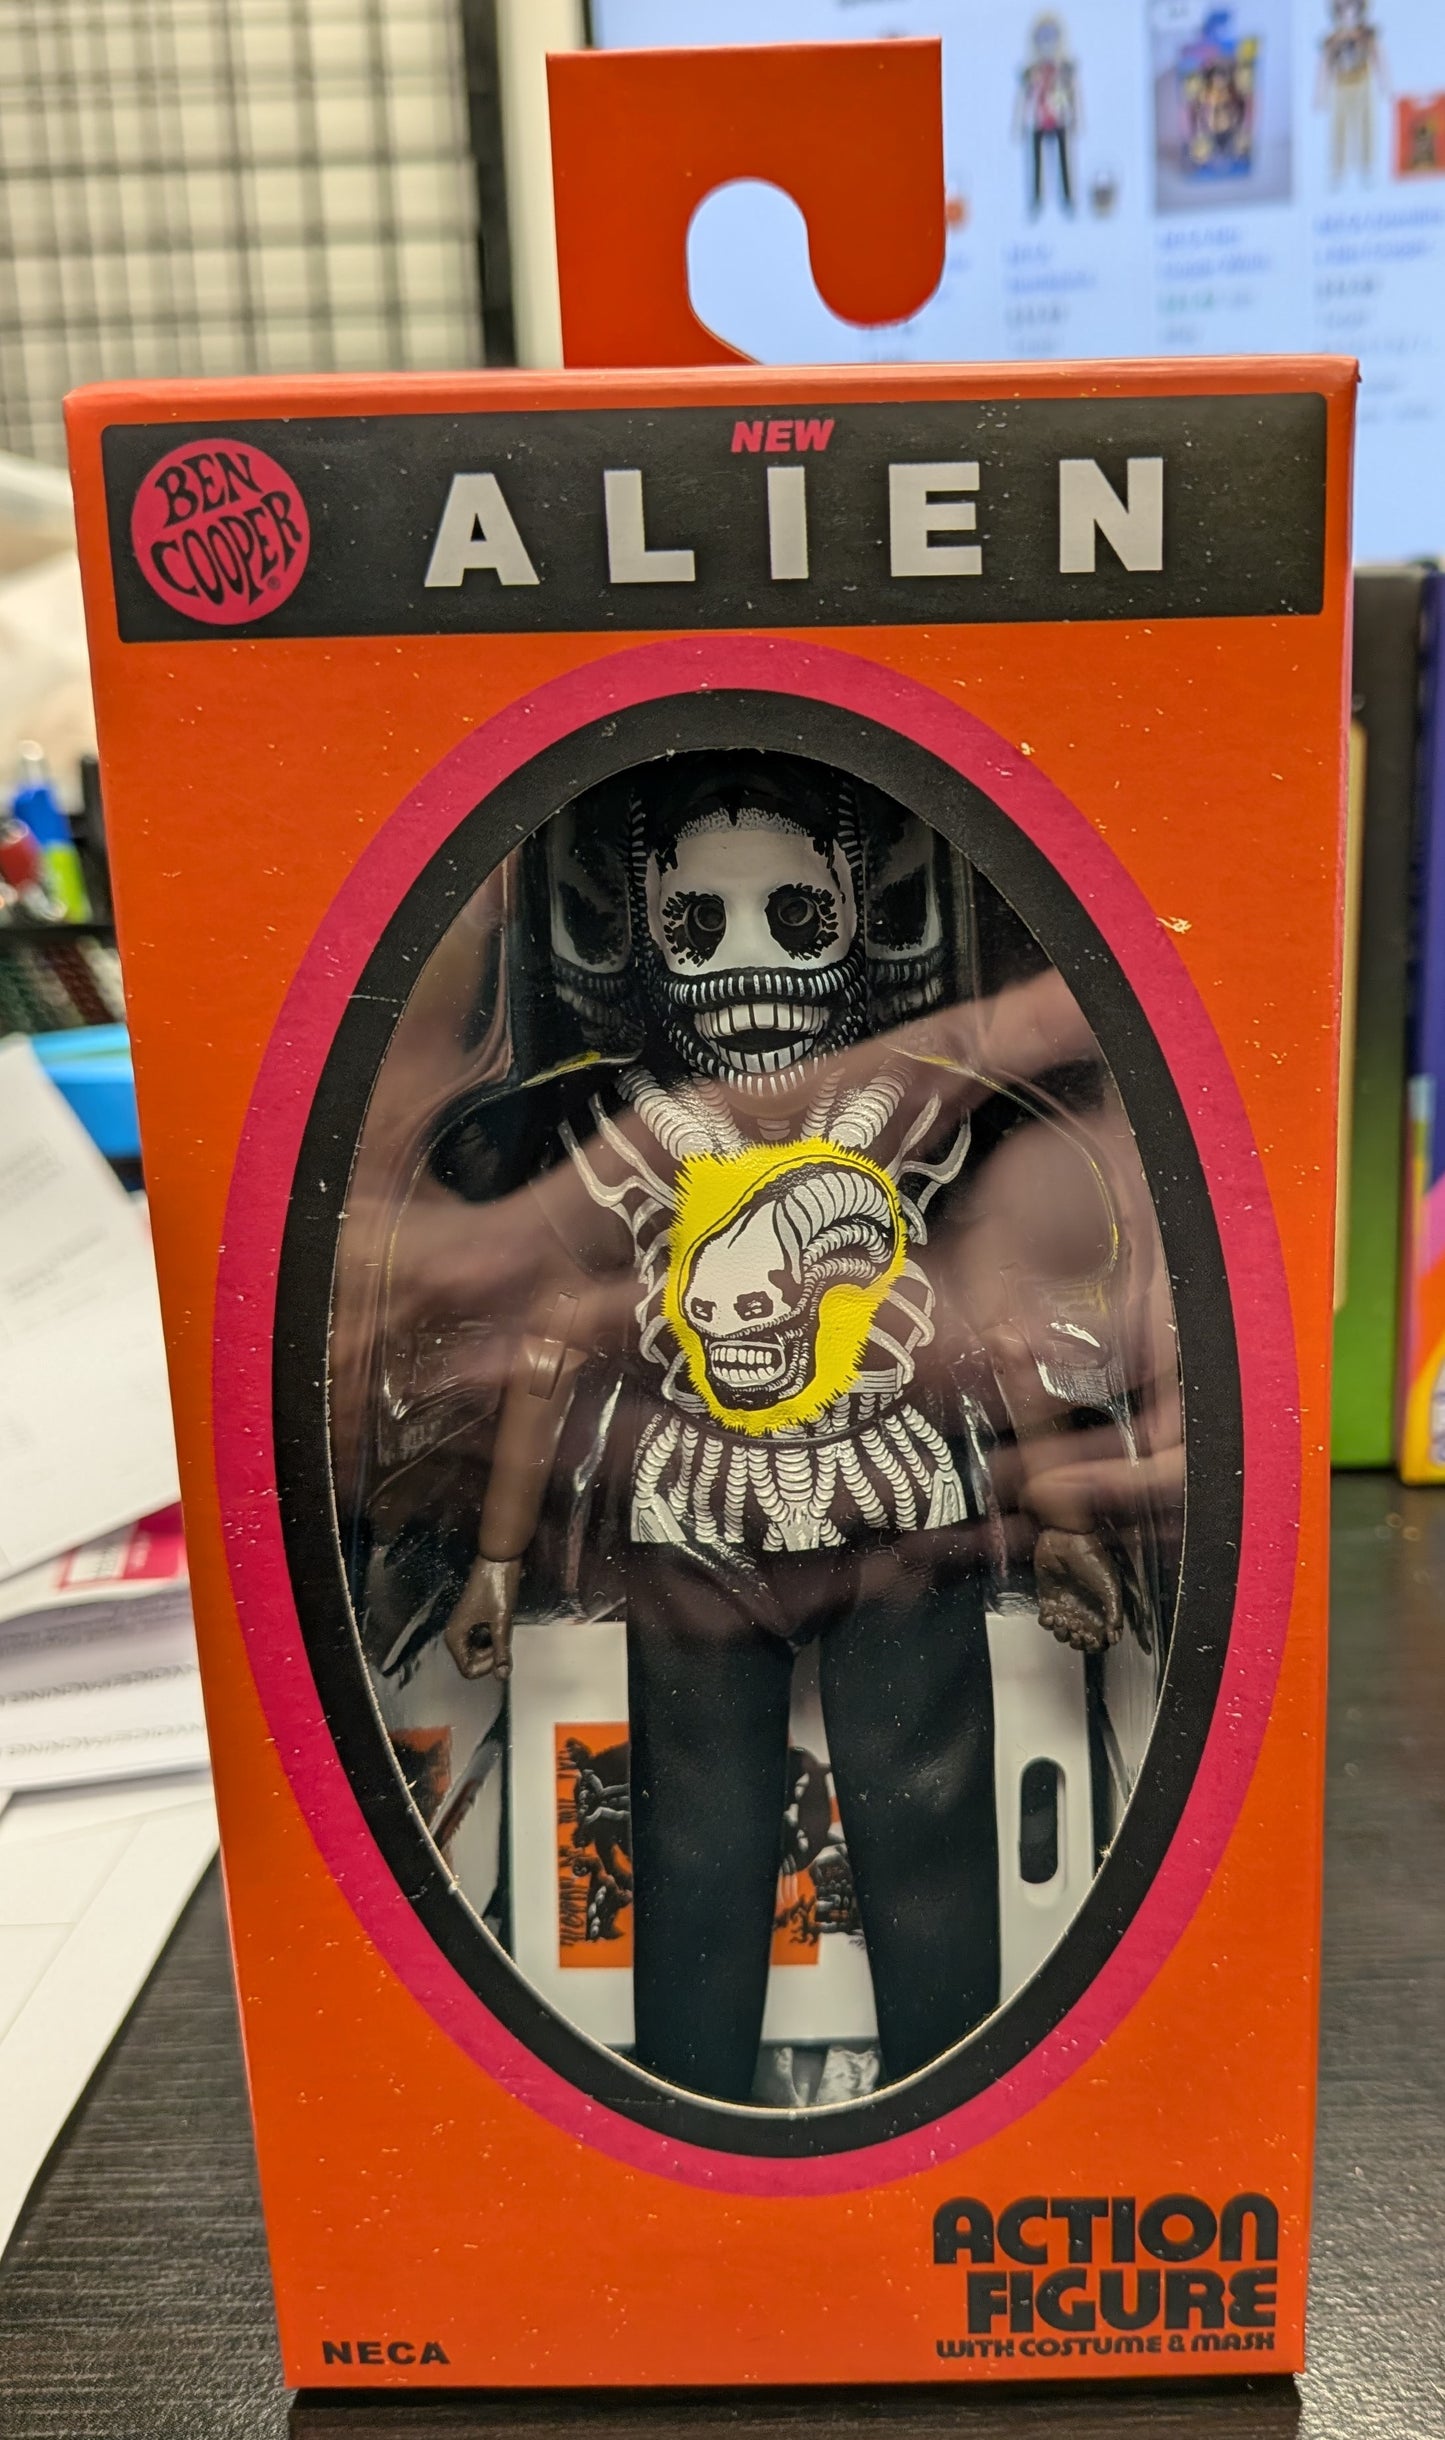 NEW
BEN
COOPER®
ALIEN
ACTION
FIGURE
WITH COSTUME & MASK
NECA